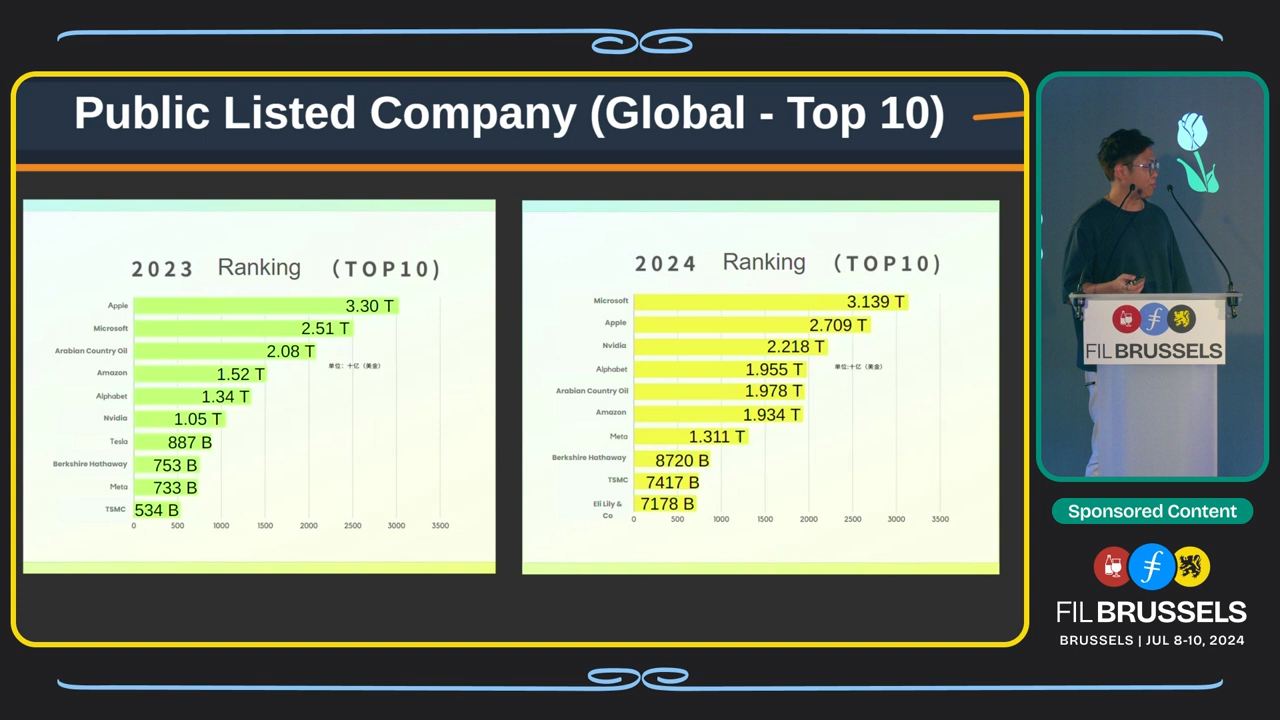 Public Listed Company (Global - Top 10)
2023 Ranking (TOP10)
Apple 3.30 T
Microsoft 2.51 T
Arabian Country Oil 2.08 T
单位: 十亿 (美金)
Amazon 1.52 T
Alphabet 1.34 T
Nvidia 1.05 T
Tesla 887 B
Berkshire Hathaway 753 B
Meta 733 B
TSMC 534 B
0 500 1000 1500 2000 2500 3000 3500
2024 Ranking (TOP10)
Microsoft 3.139 T
Apple 2.709 T
Nvidia 2.218 T
单位:十亿 (美金)
Alphabet 1.955 T
Arabian Country Oil 1.978 T
Amazon 1.934 T
Meta 1.311 T
Berkshire Hathaway 8720 B
TSMC 7417 B
Eli Lily & 7178 B
Co
0 500 1000 1500 2000 2500 3000 3500
FIL BRUSSELS
Sponsored Content
FIL BRUSSELS
BRUSSELS | JUL 8-10, 2024